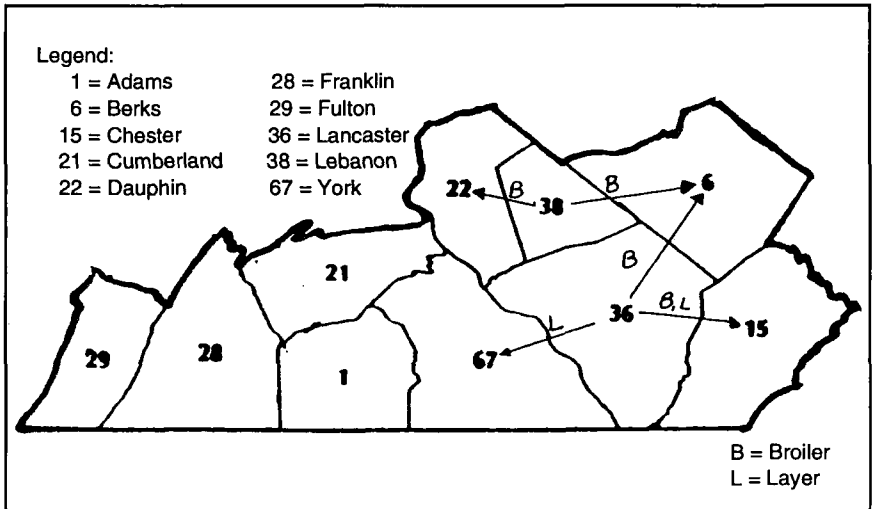 Legend:
1 = Adams
6 = Berks
15 = Chester
21 = Cumberland
22 = Dauphin
28 = Franklin
29 = Fulton
36 = Lancaster
38 = Lebanon
67 = York
22
B
38
B
6
21
B
36
B,L
15
L
67
29
28
1
B = Broiler
L = Layer